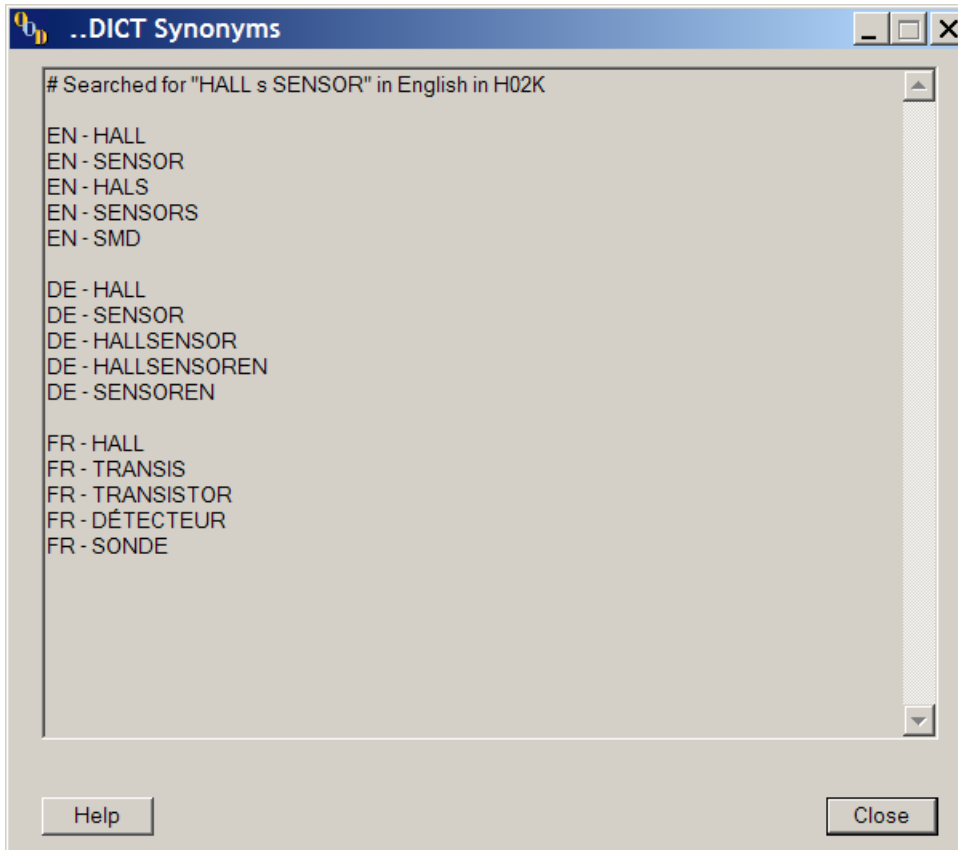 ..DICT Synonyms
# Searched for "HALL s SENSOR" in English in H02K
EN - HALL
EN - SENSOR
EN - HALS
EN - SENSORS
EN - SMD
DE - HALL
DE - SENSOR
DE - HALLSENSOR
DE - HALLSENSOREN
DE - SENSOREN
FR - HALL
FR - TRANSIS
FR - TRANSISTOR
FR - DÉTECTEUR
FR - SONDE
Help
Close